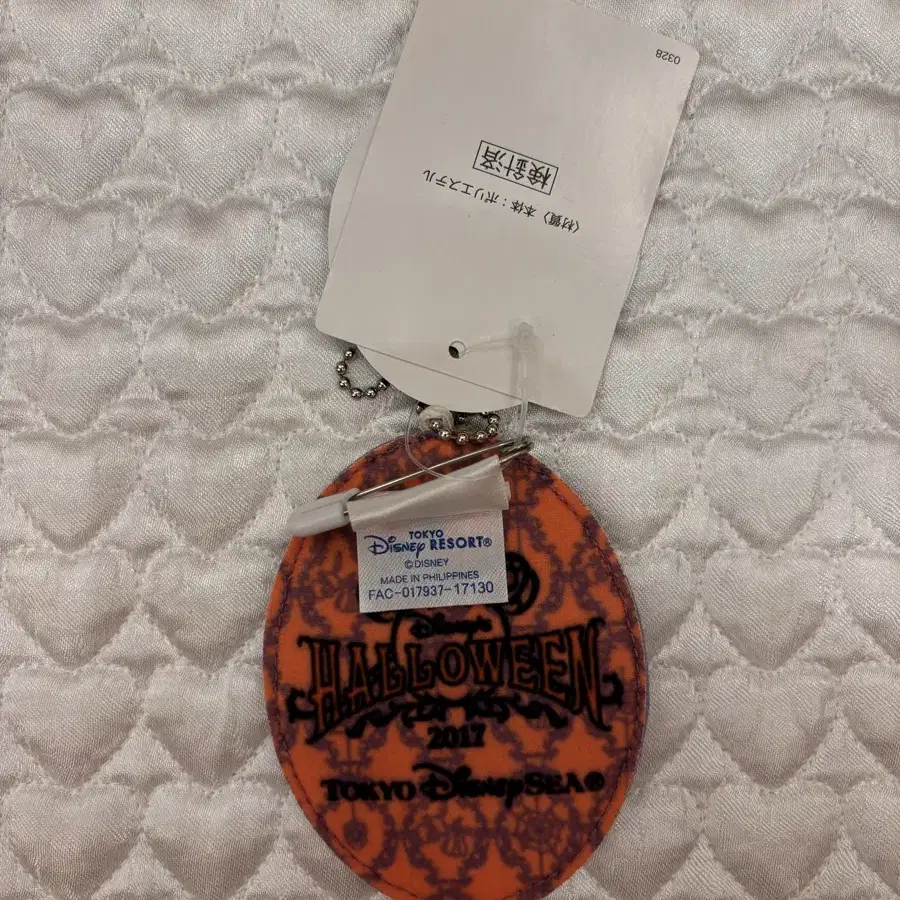 〈材質〉本体：ポリエステル
検針済
0328
TOKYO
Disney RESORT®
©DISNEY
MADE IN PHILIPPINES
FAC-017937-17130
Disney's
HALLOWEEN
2017
TOKYO DisneySEA®